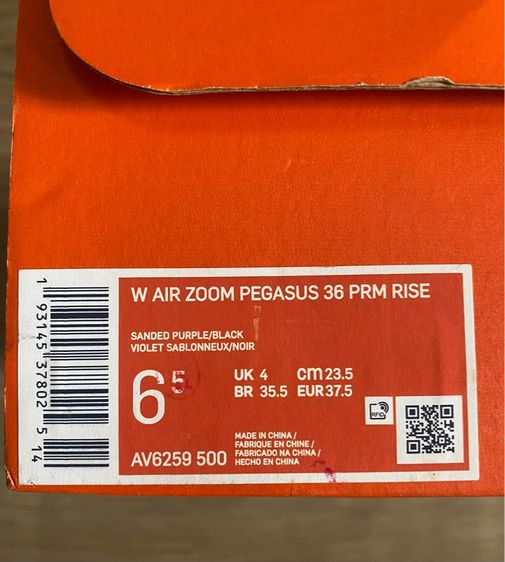 W AIR ZOOM PEGASUS 36 PRM RISE
SANDED PURPLE/BLACK
VIOLET SABLONNEUX/NOIR
6 5
UK 4 cm 23.5
BR 35.5 EUR 37.5
RFID
MADE IN CHINA /
FABRIQUE EN CHINE /
FABRICADO NA CHINA /
HECHO EN CHINA
AV6259 500
1 93145 37802 5 14